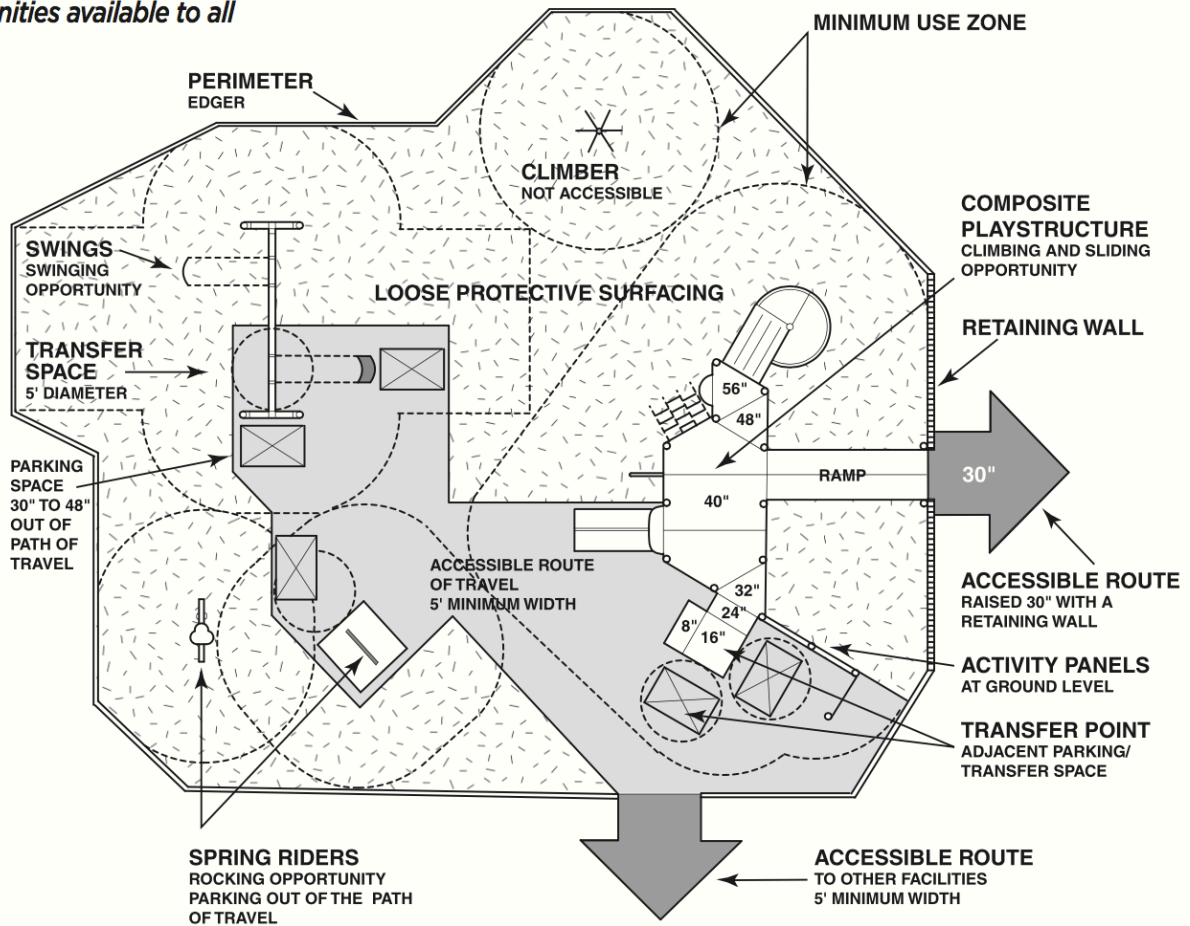 nities available to all
MINIMUM USE ZONE
PERIMETER
EDGER
CLIMBER
NOT ACCESSIBLE
COMPOSITE
PLAYSTRUCTURE
CLIMBING AND SLIDING
OPPORTUNITY
SWINGS
SWINGING
OPPORTUNITY
LOOSE PROTECTIVE SURFACING
RETAINING WALL
TRANSFER
SPACE
5' DIAMETER
56"
48"
PARKING
SPACE
30" TO 48"
OUT OF
PATH OF
TRAVEL
RAMP
30"
40"
ACCESSIBLE ROUTE
OF TRAVEL
5' MINIMUM WIDTH
32"
24"
8"
16"
ACCESSIBLE ROUTE
RAISED 30" WITH A
RETAINING WALL
ACTIVITY PANELS
AT GROUND LEVEL
TRANSFER POINT
ADJACENT PARKING/
TRANSFER SPACE
SPRING RIDERS
ROCKING OPPORTUNITY
PARKING OUT OF THE PATH
OF TRAVEL
ACCESSIBLE ROUTE
TO OTHER FACILITIES
5' MINIMUM WIDTH